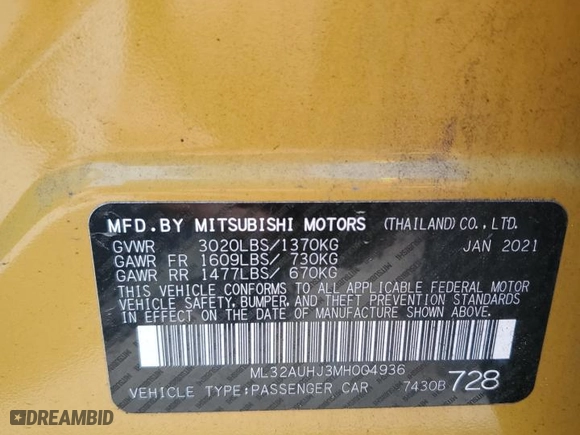 MFD.BY MITSUBISHI MOTORS (THAILAND) CO., LTD.
GVWR 3020LBS/1370KG JAN 2021
GAWR FR 1609LBS/ 730KG
GAWR RR 1477LBS/ 670KG
THIS VEHICLE CONFORMS TO ALL APPLICABLE FEDERAL MOTOR
VEHICLE SAFETY, BUMPER, AND THEFT PREVENTION STANDARDS
IN EFFECT ON THE DATE OF MANUFACTURE SHOWN ABOVE.
ML32AUHJ3MH004936
VEHICLE TYPE:PASSENGER CAR 7430B 728
DREAMBID